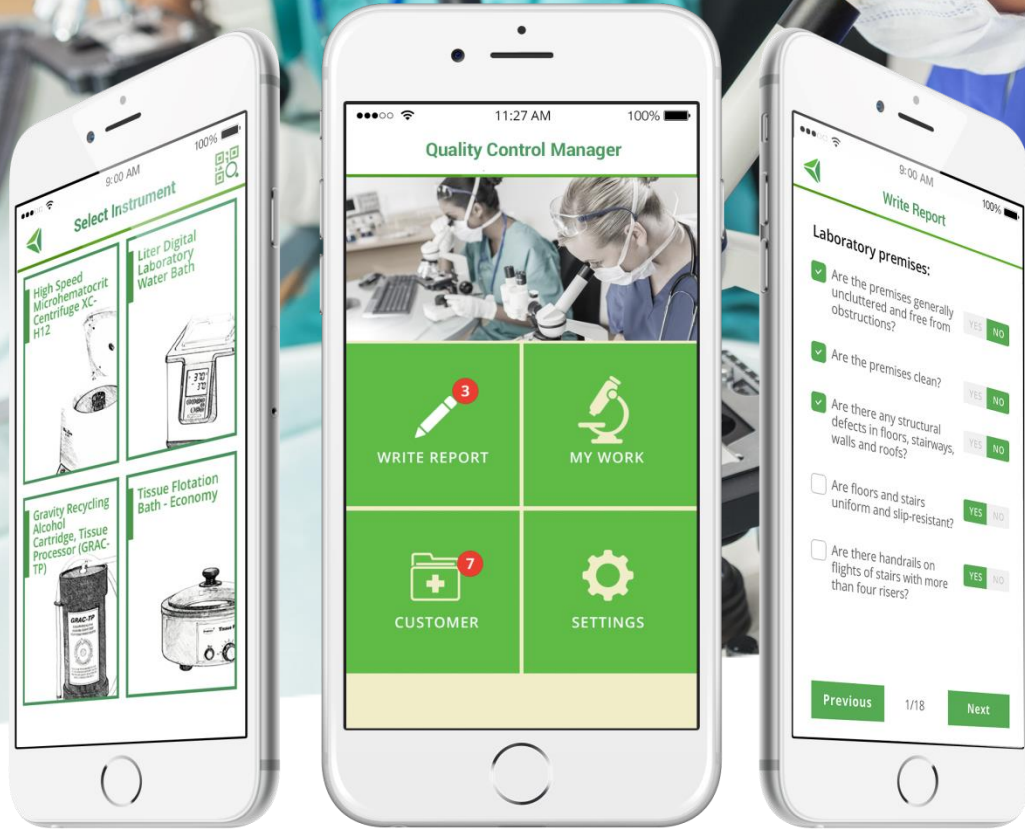 9:00 AM
100%
Select Instrument
High Speed
Microhematocrit
Centrifuge XC-
H12
Liter Digital
Laboratory
Water Bath
Gravity Recycling
Alcohol
Cartridge, Tissue
Processor (GRAC-
TP)
GRAC-TP
Tissue Flotation
Bath - Economy
11:27 AM
100%
Quality Control Manager
3
WRITE REPORT
MY WORK
7
CUSTOMER
SETTINGS
9:00 AM
100%
Write Report
Laboratory premises:
Are the premises generally
uncluttered and free from
obstructions?
YES NO
Are the premises clean?
YES NO
Are there any structural
defects in floors, stairways,
walls and roofs?
YES NO
Are floors and stairs
uniform and slip-resistant?
YES NO
Are there handrails on
flights of stairs with more
than four risers?
YES NO
Previous
1/18
Next